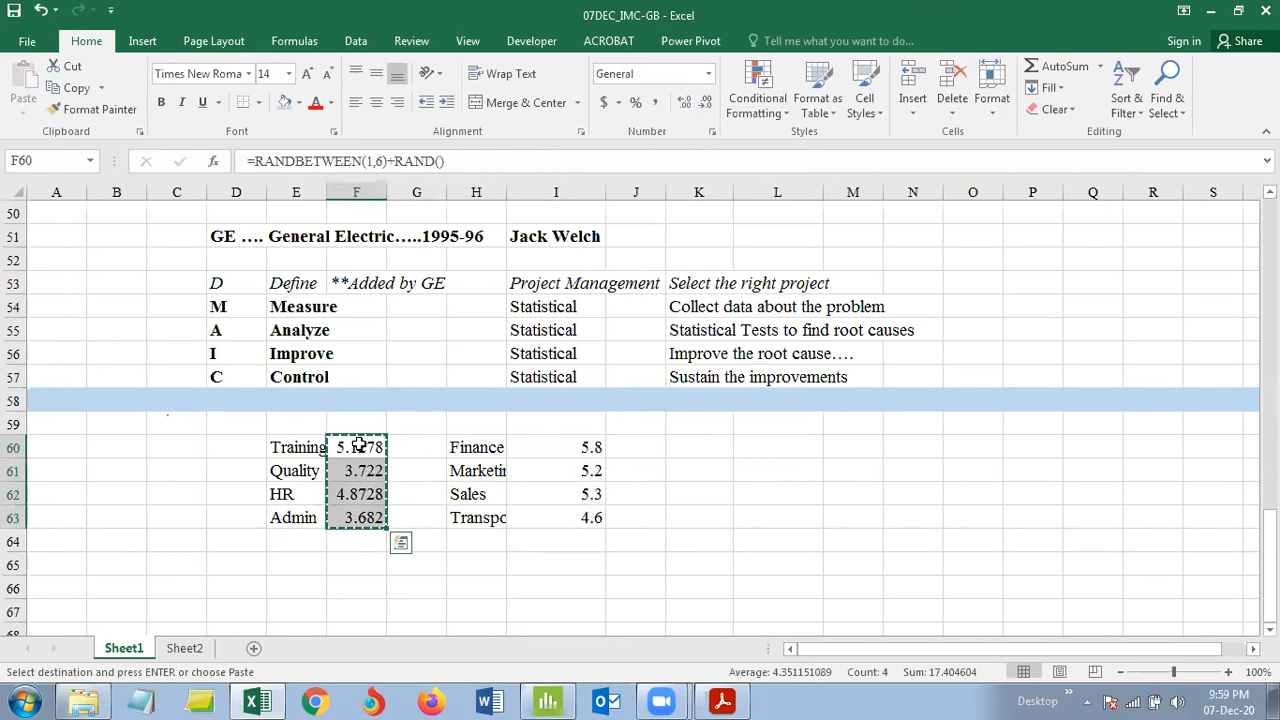 07DEC_IMC-GB - Excel
File Home Insert Page Layout Formulas Data Review View Developer ACROBAT Power Pivot Tell me what you want to do... Sign in Share
Cut
Copy
Paste
Format Painter
Clipboard
Times New Roma 14
B I U
Font
Wrap Text
Merge & Center
Alignment
General
$ % ,
Number
Conditional Formatting
Format as Table
Cell Styles
Styles
Insert Delete Format
Cells
AutoSum
Fill
Clear
Sort & Filter
Find & Select
Editing
F60 fx =RANDBETWEEN(1,6)+RAND()
A B C D E F G H I J K L M N O P Q R S
50
51 GE …. General Electric…..1995-96 Jack Welch
52
53 D Define **Added by GE Project Management Select the right project
54 M Measure Statistical Collect data about the problem
55 A Analyze Statistical Statistical Tests to find root causes
56 I Improve Statistical Improve the root cause….
57 C Control Statistical Sustain the improvements
58
59
60 Training Finance 5.8
61 Quality 3.722 Marketin 5.2
62 HR 4.8728 Sales 5.3
63 Admin 3.682 Transpo 4.6
64
65
66
67
68
Sheet1 Sheet2
Select destination and press ENTER or choose Paste Average: 4.351151089 Count: 4 Sum: 17.404604 100%
Desktop 9:59 PM
07-Dec-20